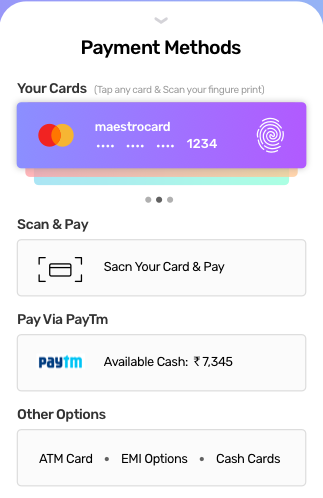 Payment Methods
Your Cards (Tap any card & Scan your fingure print)
maestrocard
•••• •••• •••• 1234
Scan & Pay
Sacn Your Card & Pay
Pay Via PayTm
paytm Available Cash: ₹ 7,345
Other Options
ATM Card • EMI Options • Cash Cards